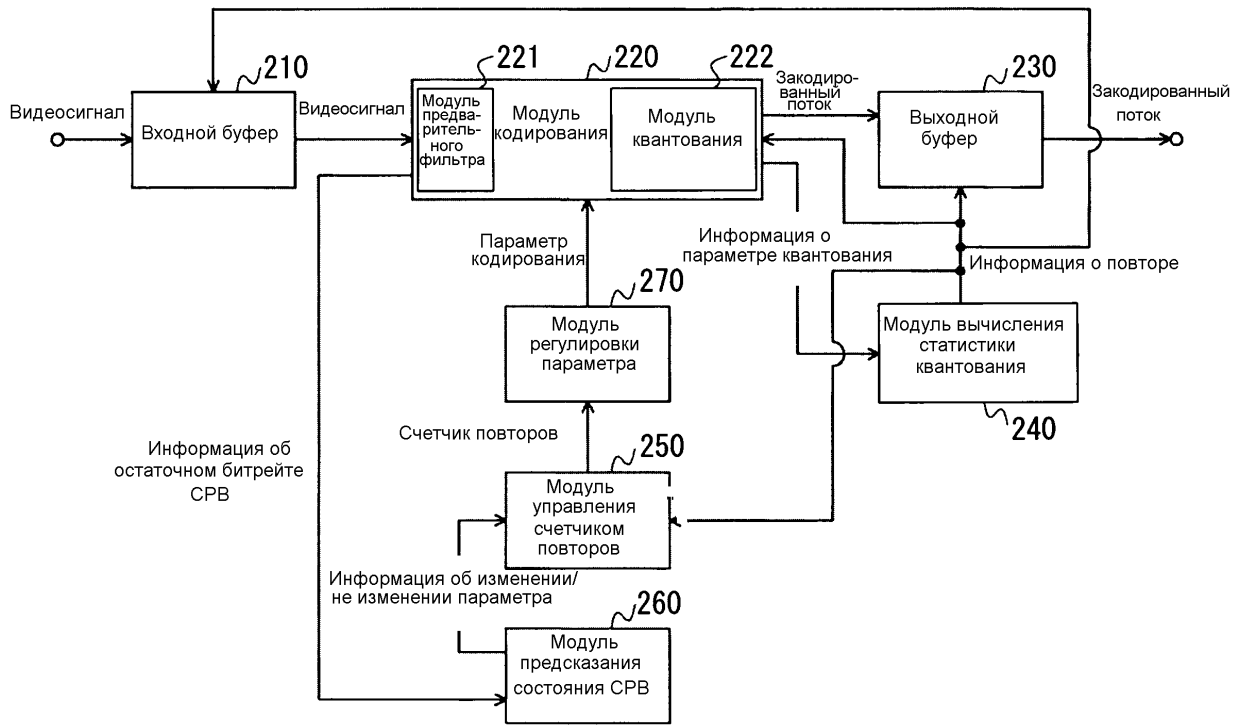 210
221
220
222
230
Видеосигнал
Входной буфер
Видеосигнал
Модуль
предва-
ритель-
ного
фильтра
Модуль
кодирования
Модуль
квантования
Закодиро-
ванный
поток
Выходной
буфер
Закодированный
поток
Параметр
кодирования
Информация о
параметре квантования
Информация о повторе
270
Модуль
регулировки
параметра
Модуль вычисления
статистики
квантования
240
Счетчик повторов
Информация об
остаточном битрейте
CPB
250
Модуль
управления
счетчиком
повторов
Информация об изменении/
не изменении параметра
260
Модуль
предсказания
состояния CPB